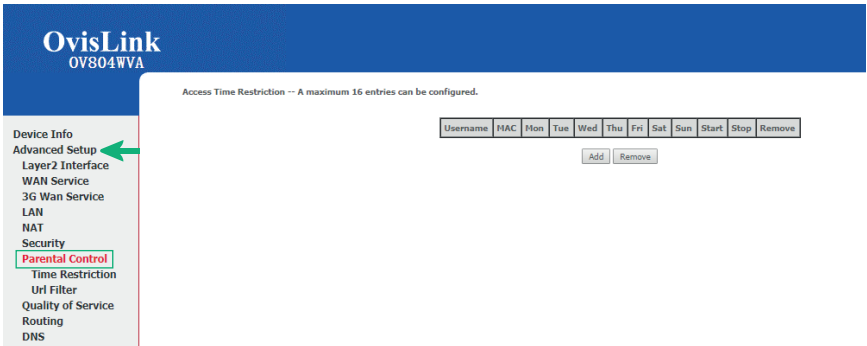 OvisLink
OV804WVA
Access Time Restriction -- A maximum 16 entries can be configured.
Username MAC Mon Tue Wed Thu Fri Sat Sun Start Stop Remove
Add Remove
Device Info
Advanced Setup
Layer2 Interface
WAN Service
3G Wan Service
LAN
NAT
Security
Parental Control
Time Restriction
Url Filter
Quality of Service
Routing
DNS